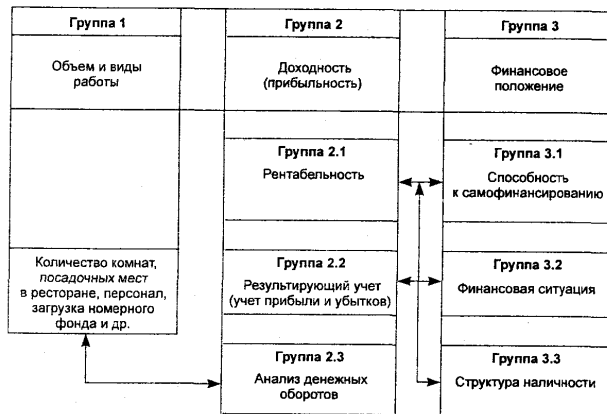 Группа 1
Объем и виды
работы
Количество комнат,
посадочных мест
в ресторане, персонал,
загрузка номерного
фонда и др.
Группа 2
Доходность
(прибыльность)
Группа 2.1
Рентабельность
Группа 2.2
Результирующий учет
(учет прибыли и убытков)
Группа 2.3
Анализ денежных
оборотов
Группа 3
Финансовое
положение
Группа 3.1
Способность
к самофинансированию
Группа 3.2
Финансовая ситуация
Группа 3.3
Структура наличности